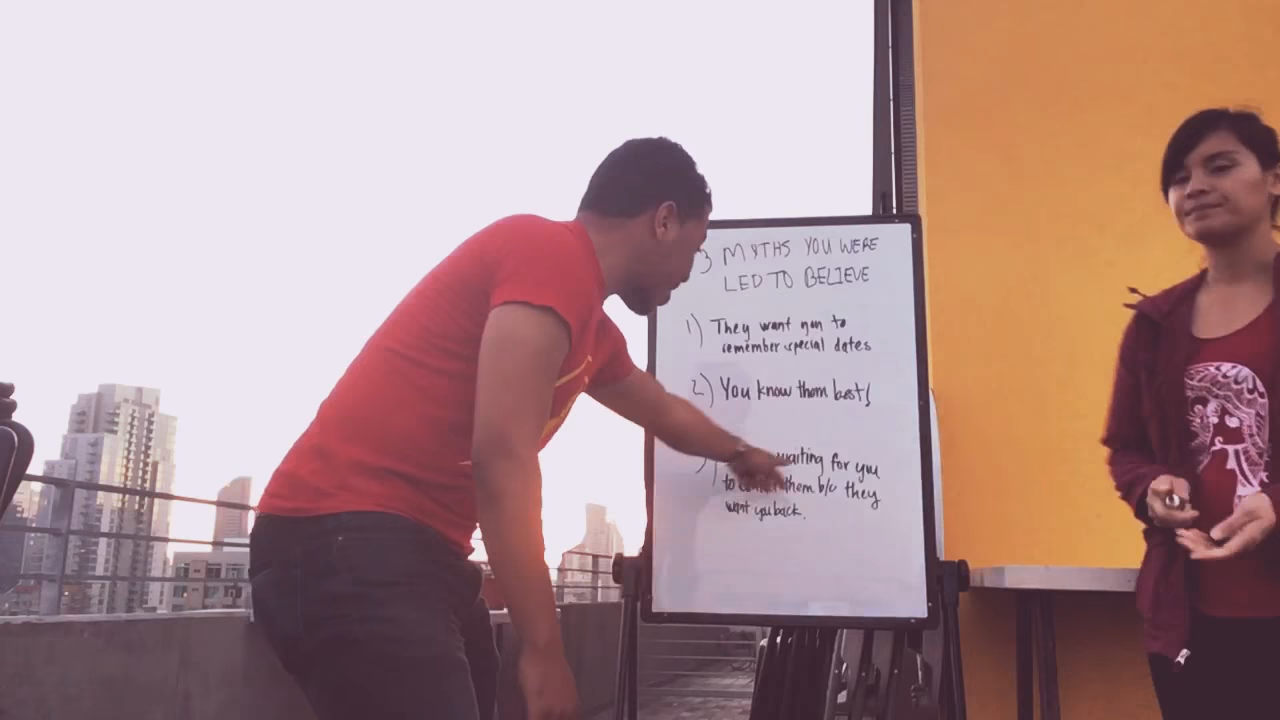 3 MYTHS YOU WERE
LED TO BELIEVE
1) They want you to
remember special dates
2) You know them best!
waiting for you
to them b/c they
want you back.